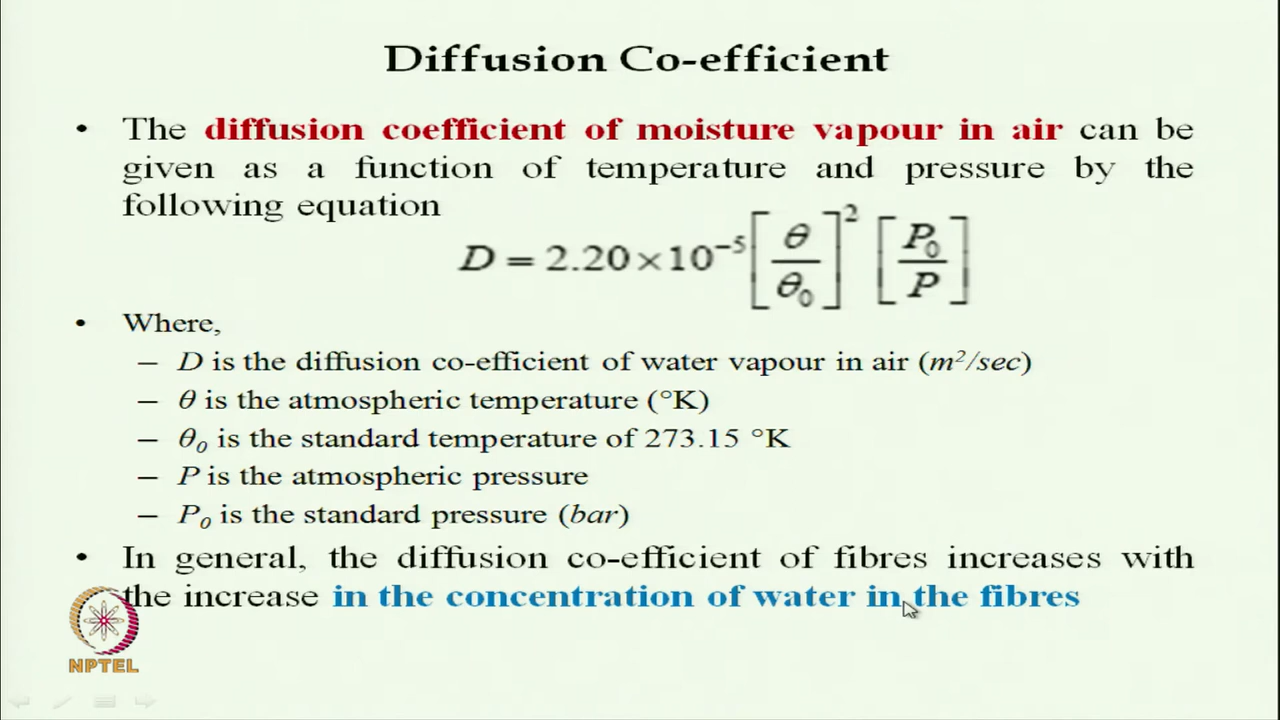 Diffusion Co-efficient
• The diffusion coefficient of moisture vapour in air can be
given as a function of temperature and pressure by the
following equation
D = 2.20×10⁻⁵ [θ/θ₀]² [P₀/P]
• Where,
– D is the diffusion co-efficient of water vapour in air (m²/sec)
– θ is the atmospheric temperature (°K)
– θ₀ is the standard temperature of 273.15 °K
– P is the atmospheric pressure
– P₀ is the standard pressure (bar)
• In general, the diffusion co-efficient of fibres increases with
the increase in the concentration of water in the fibres
NPTEL